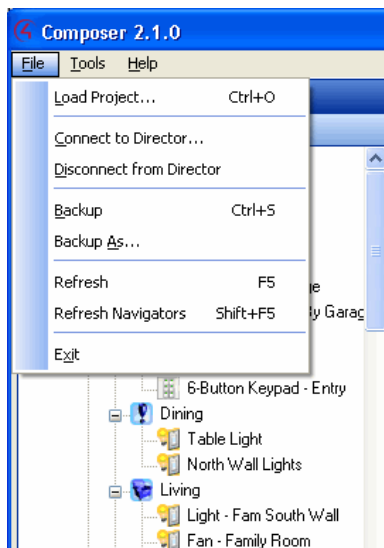 Composer 2.1.0
File Tools Help
Load Project... Ctrl+O
Connect to Director...
Disconnect from Director
Backup Ctrl+S
Backup As...
Refresh F5
Refresh Navigators Shift+F5
Exit
By Garag
6-Button Keypad - Entry
Dining
Table Light
North Wall Lights
Living
Light - Fam South Wall
Fan - Family Room